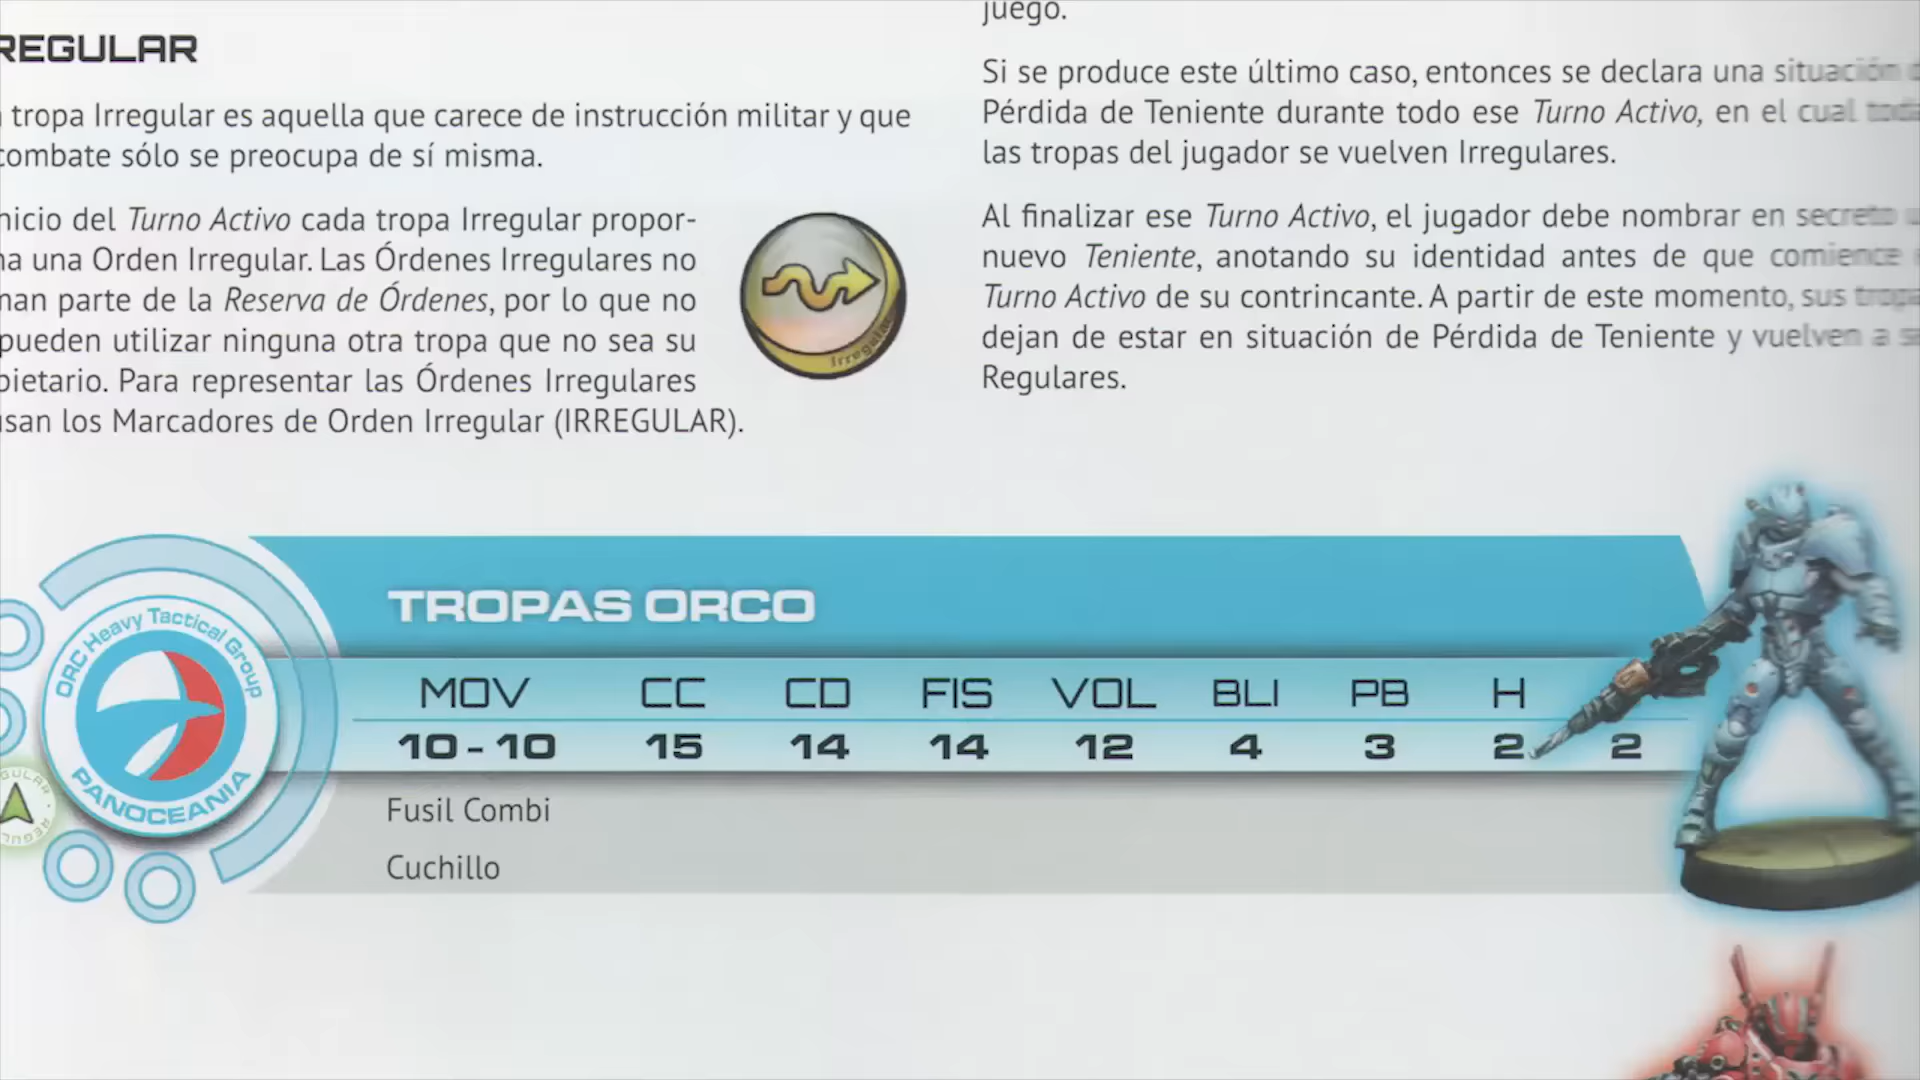 REGULAR
tropa Irregular es aquella que carece de instrucción militar y que
combate sólo se preocupa de sí misma.
nicio del Turno Activo cada tropa Irregular propor-
na una Orden Irregular. Las Órdenes Irregulares no
man parte de la Reserva de Órdenes, por lo que no
pueden utilizar ninguna otra tropa que no sea su
pietario. Para representar las Órdenes Irregulares
usan los Marcadores de Orden Irregular (IRREGULAR).
Irregular
juego.
Si se produce este último caso, entonces se declara una situación
Pérdida de Teniente durante todo ese Turno Activo, en el cual
las tropas del jugador se vuelven Irregulares.
Al finalizar ese Turno Activo, el jugador debe nombrar en secreto
nuevo Teniente, anotando su identidad antes de que comience
Turno Activo de su contrincante. A partir de este momento, sus
dejan de estar en situación de Pérdida de Teniente y vuelven a
Regulares.
ORC Heavy Tactical Group
PANOCEANIA
TROPAS ORCO
MOV CC CD FIS VOL BLI PB H
10 - 10 15 14 14 12 4 3 2 2
Fusil Combi
Cuchillo